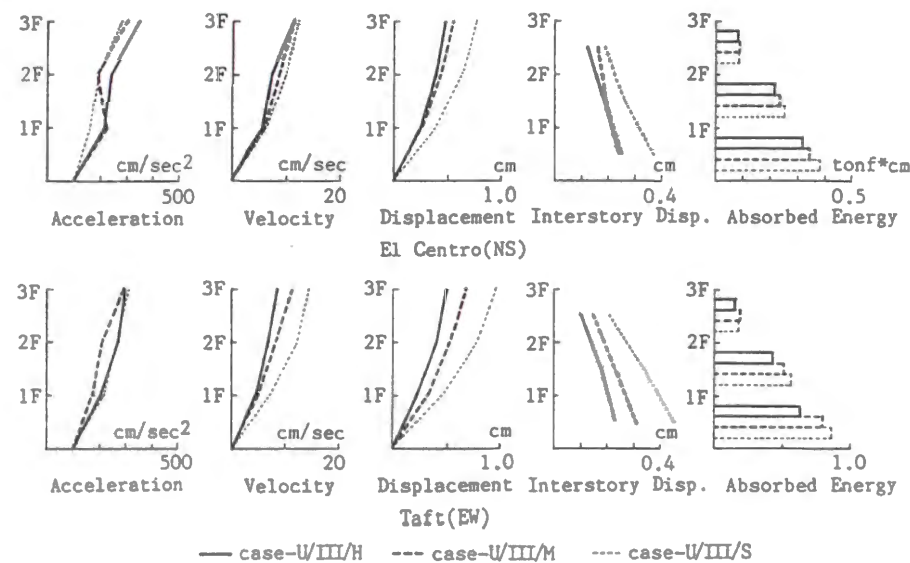 3F 3F 3F 3F 3F
2F 2F 2F 2F 2F
1F 1F 1F 1F 1F
cm/sec² cm/sec cm cm tonf*cm
500 20 1.0 0.4 0.5
Acceleration Velocity Displacement Interstory Disp. Absorbed Energy
El Centro(NS)
3F 3F 3F 3F 3F
2F 2F 2F 2F 2F
1F 1F 1F 1F 1F
cm/sec² cm/sec cm cm
500 20 1.0 0.4 1.0
Acceleration Velocity Displacement Interstory Disp. Absorbed Energy
Taft(EW)
case-U/III/H case-U/III/M case-U/III/S